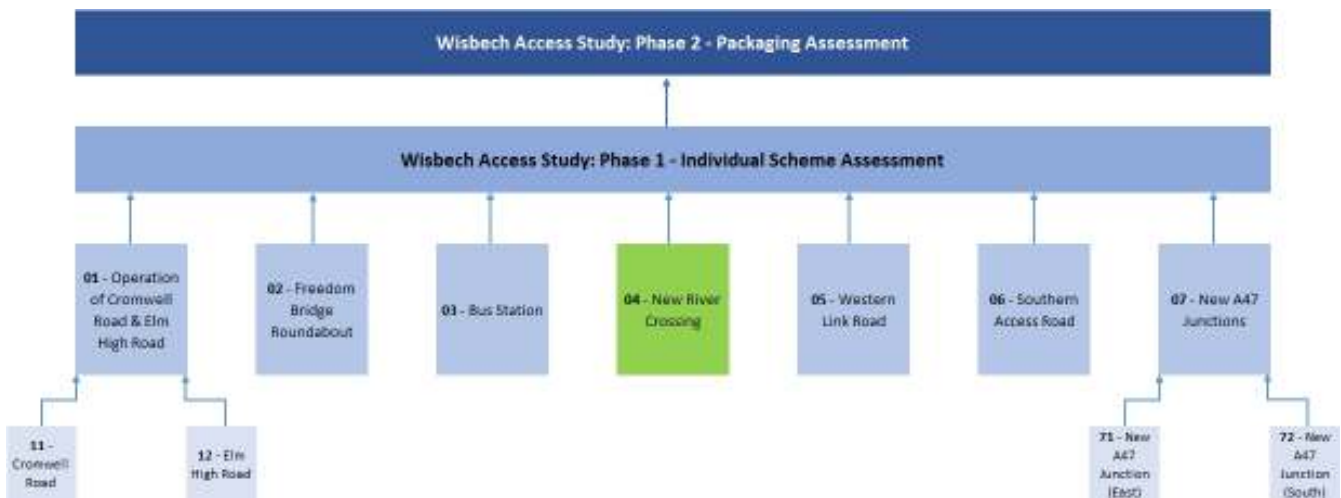 Wisbech Access Study: Phase 2 - Packaging Assessment
Wisbech Access Study: Phase 1 - Individual Scheme Assessment
01 - Operation
of Cromwell
Road & Elm
High Road
02 - Freedom
Bridge
Roundabout
03 - Bus Station
04 - New River
Crossing
05 - Western
Link Road
06 - Southern
Access Road
07 - New A47
Junctions
11 -
Cromwell
Road
12 - Elm
High Road
71 - New
A47
Junction
(East)
72 - New
A47
Junction
(South)